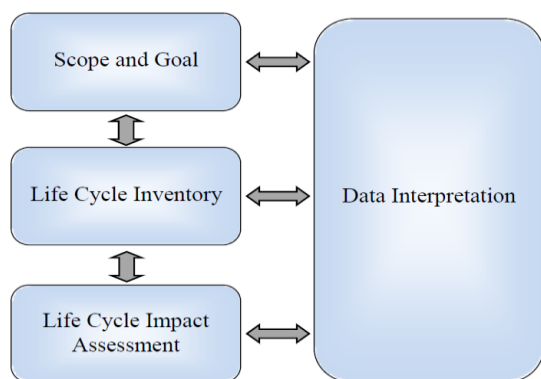 Scope and Goal
Life Cycle Inventory
Data Interpretation
Life Cycle Impact
Assessment